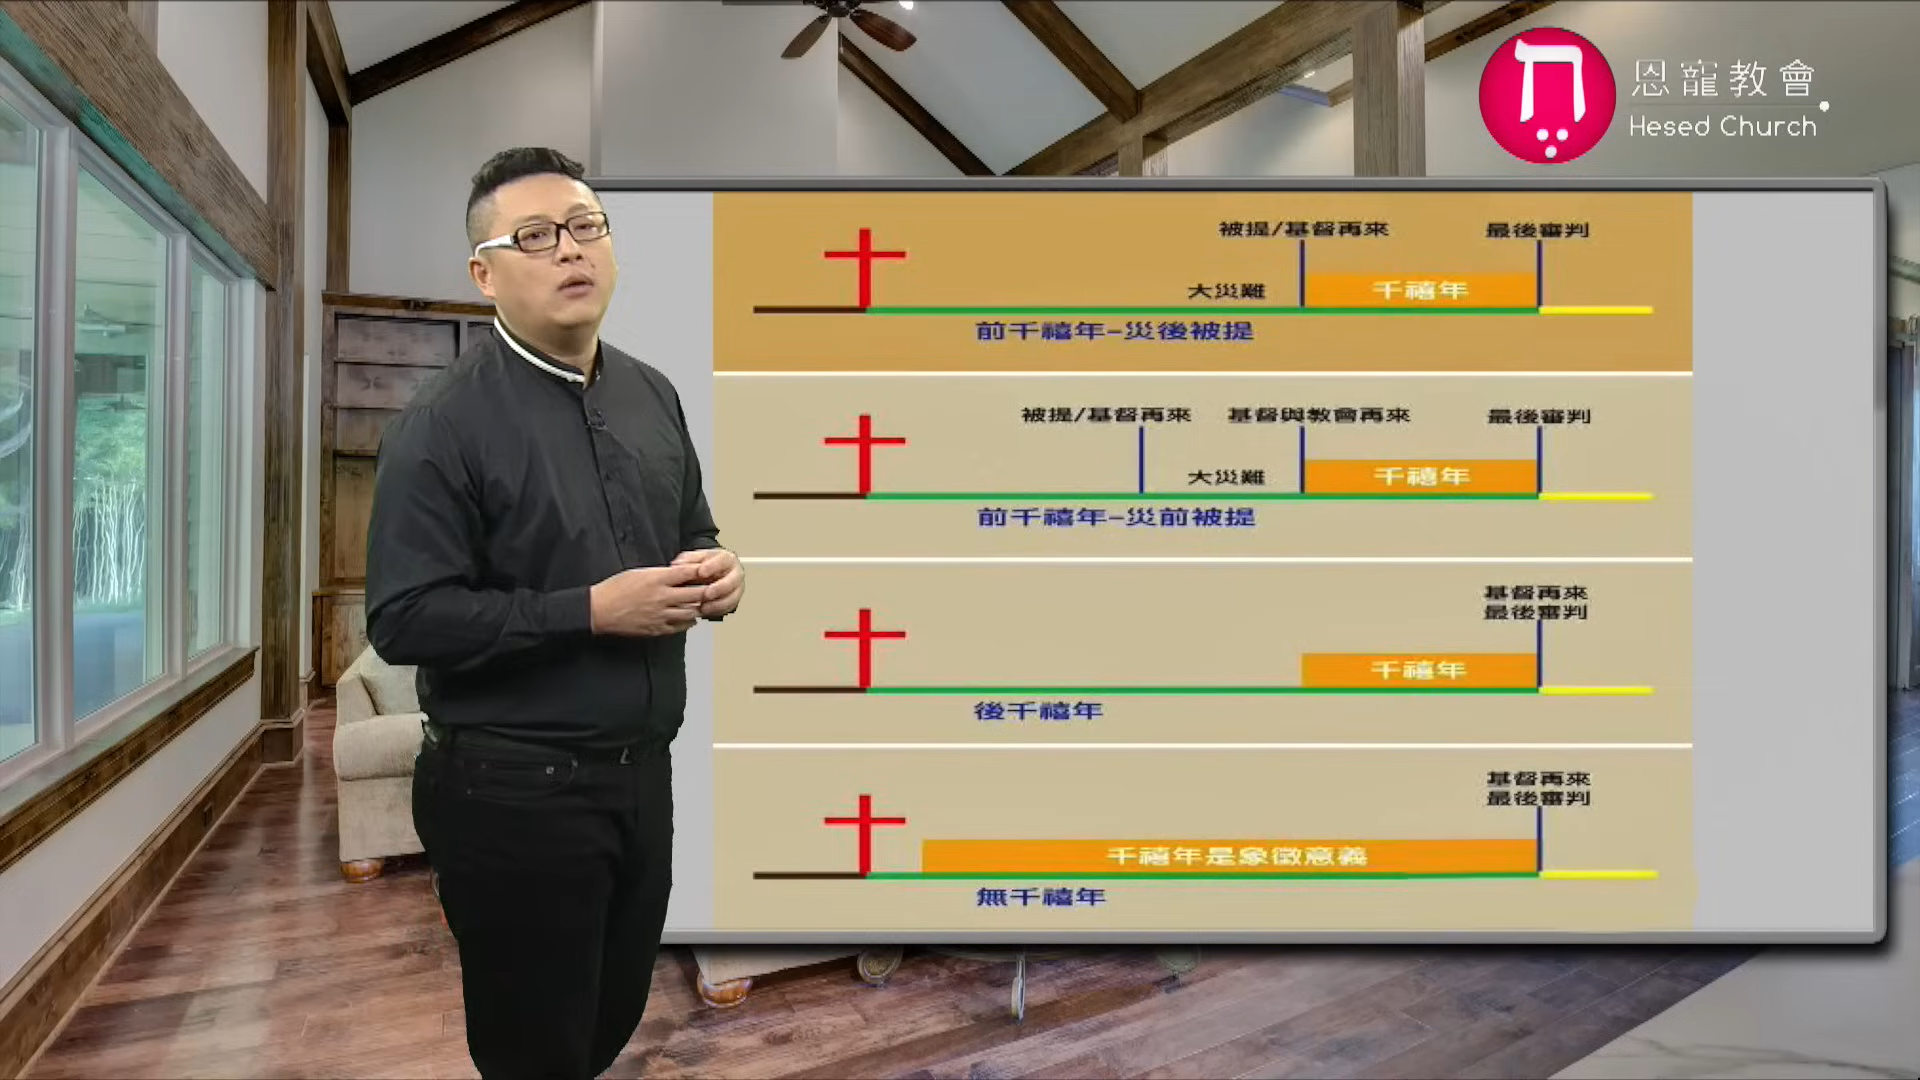 恩寵教會
Hesed Church
被提/基督再來
最後審判
大災難
千禧年
前千禧年-災後被提
被提/基督再來
基督與教會再來
最後審判
大災難
千禧年
前千禧年-災前被提
基督再來
最後審判
千禧年
後千禧年
基督再來
最後審判
千禧年是象徵意義
無千禧年